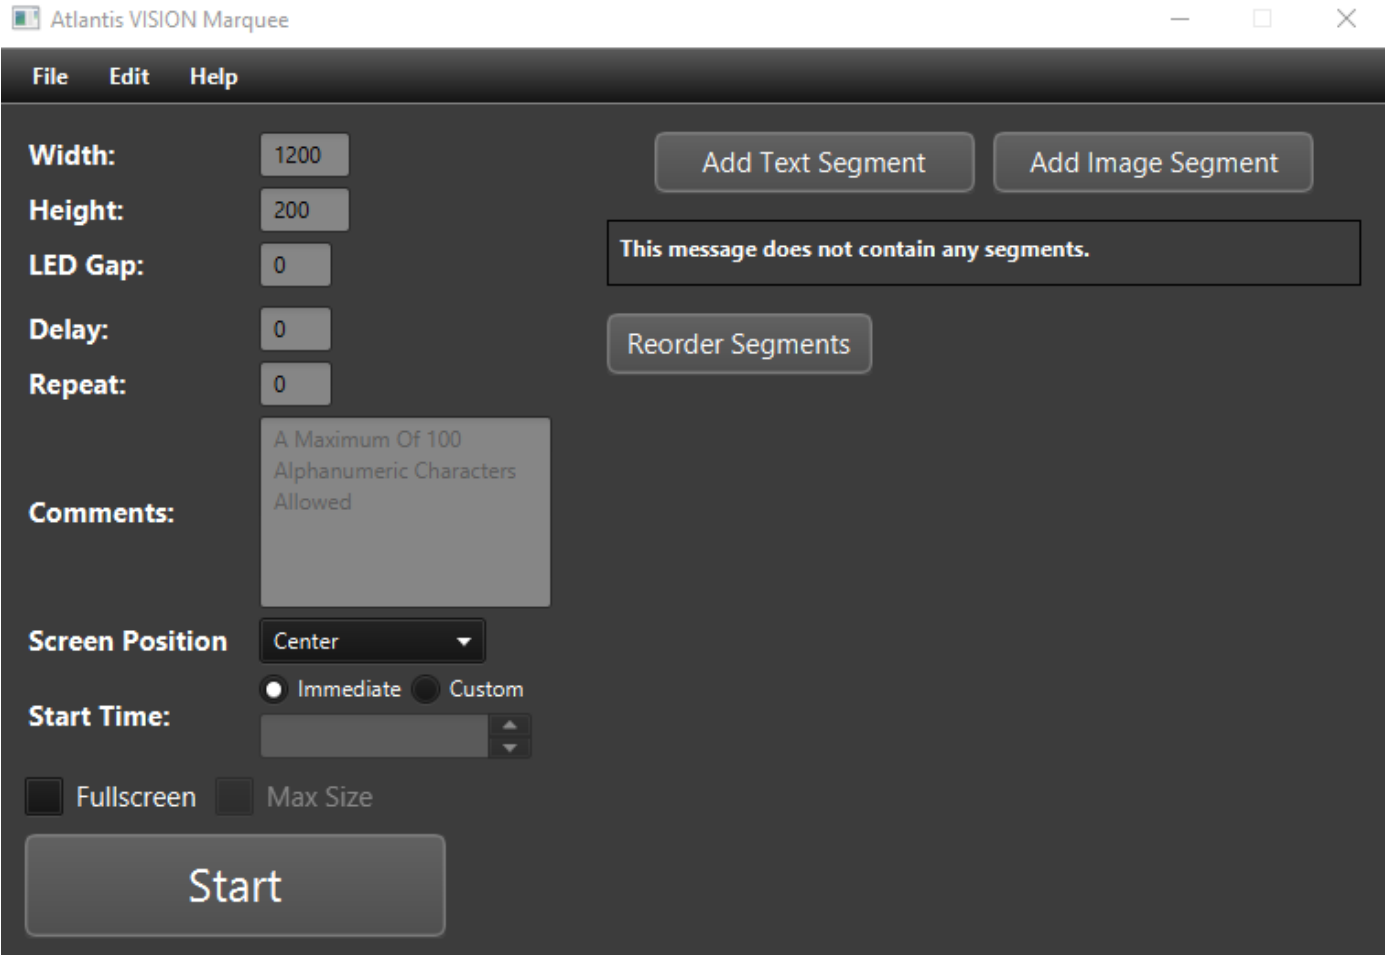 Atlantis VISION Marquee
File Edit Help
Width: 1200
Height: 200
LED Gap: 0
Delay: 0
Repeat: 0
Comments:
A Maximum Of 100
Alphanumeric Characters
Allowed
Screen Position Center
Start Time:
Immediate Custom
Fullscreen Max Size
Start
Add Text Segment Add Image Segment
This message does not contain any segments.
Reorder Segments